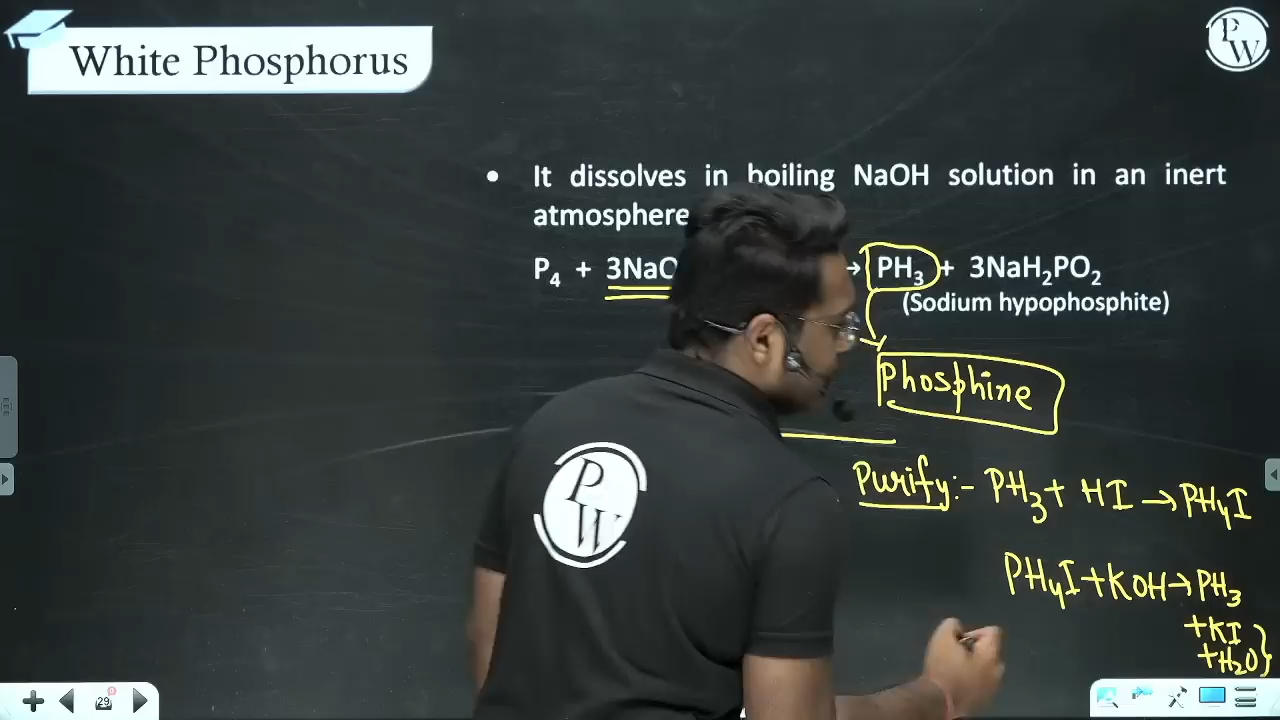 White Phosphorus
PW
• It dissolves in boiling NaOH solution in an inert
atmosphere
P₄ + 3NaO → PH₃ + 3NaH₂PO₂
(Sodium hypophosphite)
Phosphine
Purify:- PH₃ + HI → PH₄I
PH₄I + KOH → PH₃
+ KI
+ H₂O}
PW
29